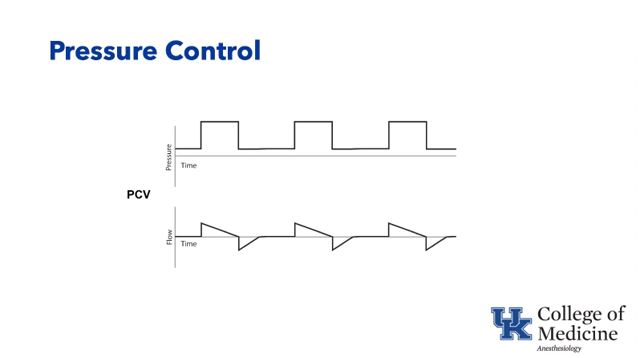 Pressure Control
Pressure
Time
PCV
Flow
Time
UK
College of
Medicine
Anesthesiology